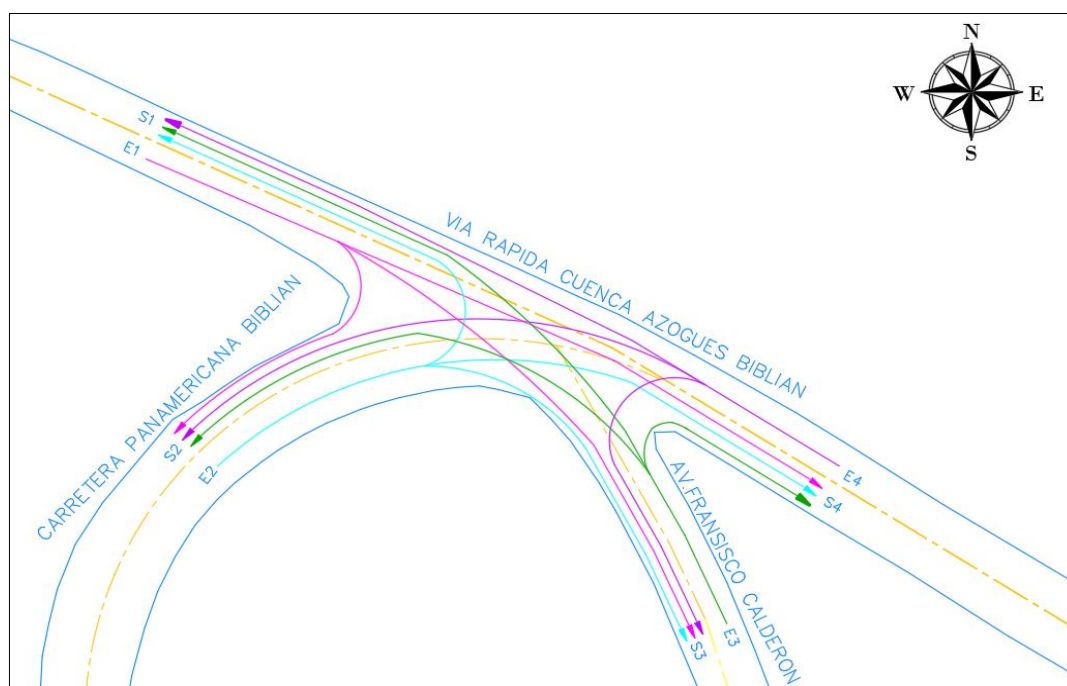 N
W E
S
S1
E1
VIA RAPIDA CUENCA AZOGUES BIBLIAN
CARRETERA PANAMERICANA BIBLIAN
S2
E2
E4
S4
AV.FRANSISCO CALDERON
E3
S3